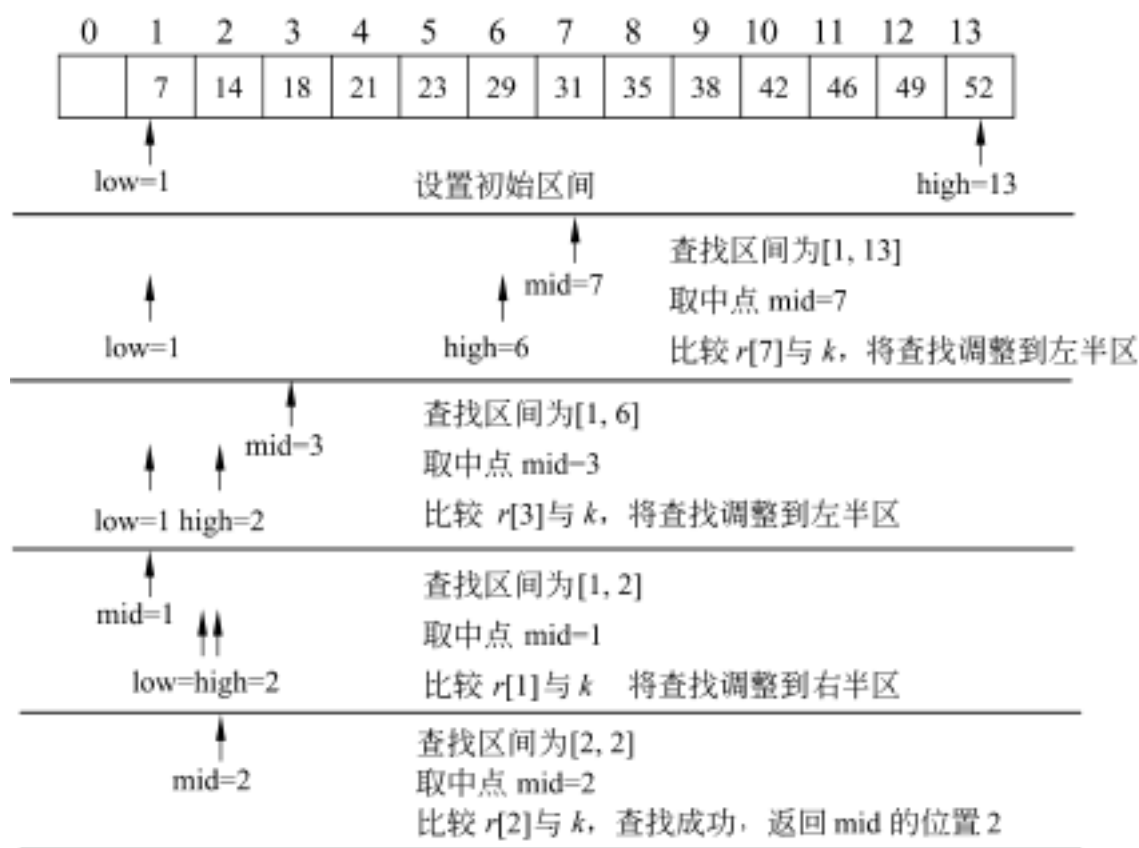 0 1 2 3 4 5 6 7 8 9 10 11 12 13
7 14 18 21 23 29 31 35 38 42 46 49 52
low=1 设置初始区间 high=13
查找区间为[1, 13]
mid=7 取中点 mid=7
low=1 high=6 比较 r[7]与 k，将查找调整到左半区
查找区间为[1, 6]
mid=3 取中点 mid=3
low=1 high=2 比较 r[3]与 k，将查找调整到左半区
查找区间为[1, 2]
mid=1 取中点 mid=1
low=high=2 比较 r[1]与 k 将查找调整到右半区
查找区间为[2, 2]
mid=2 取中点 mid=2
比较 r[2]与 k，查找成功，返回 mid 的位置 2